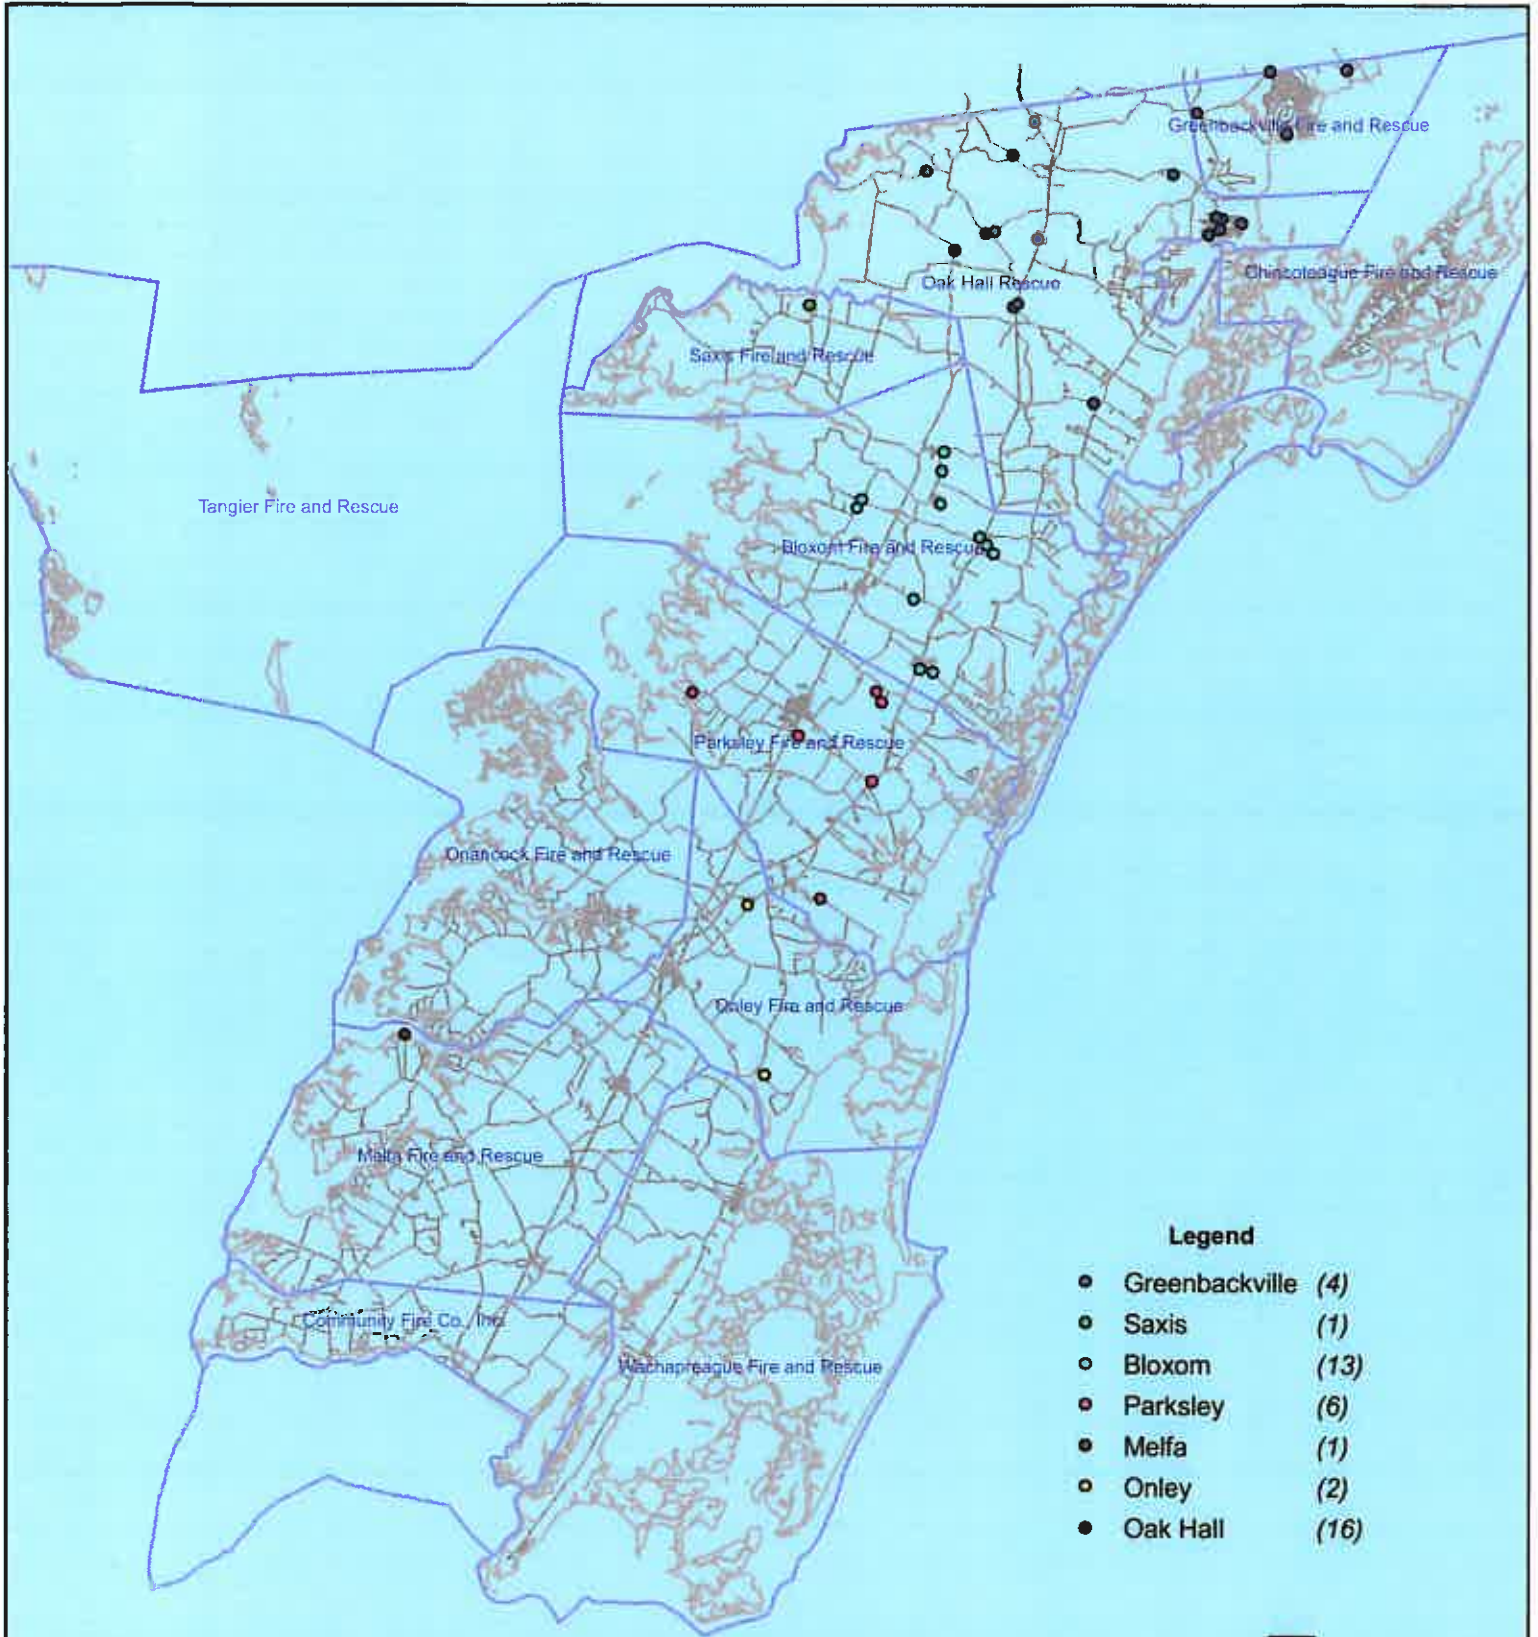 Greenbackville Fire and Rescue
Chincoteague Fire and Rescue
Oak Hall Rescue
Saxis Fire and Rescue
Tangier Fire and Rescue
Bloxom Fire and Rescue
Parksley Fire and Rescue
Onancock Fire and Rescue
Onley Fire and Rescue
Melfa Fire and Rescue
Community Fire Co., Inc.
Wachapreague Fire and Rescue
Legend
Greenbackville (4)
Saxis (1)
Bloxom (13)
Parksley (6)
Melfa (1)
Onley (2)
Oak Hall (16)